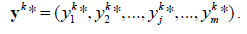 y^k* = (y_1^k*, y_2^k*,..., y_j^k*,..., y_m^k*).